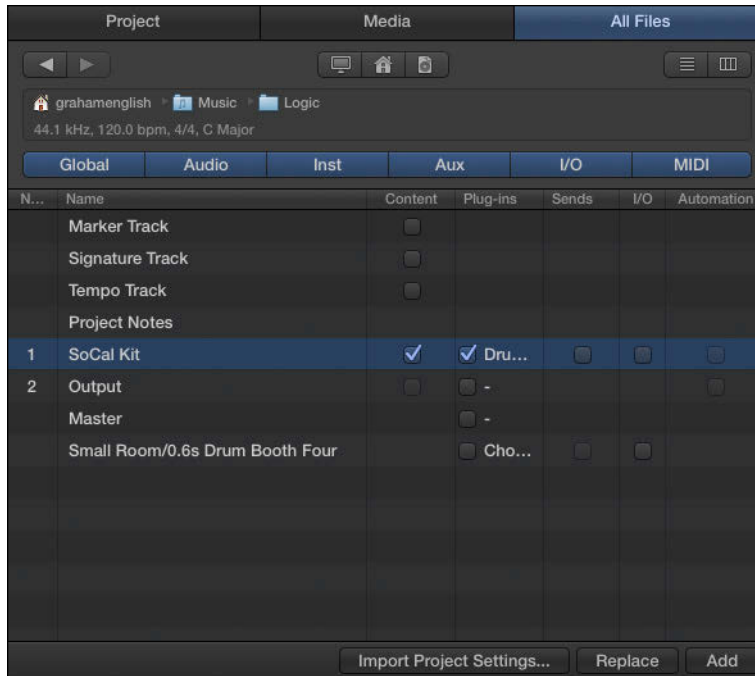 Project Media All Files
grahamenglish Music Logic
44.1 kHz, 120.0 bpm, 4/4, C Major
Global Audio Inst Aux I/O MIDI
N... Name Content Plug-ins Sends I/O Automation
Marker Track
Signature Track
Tempo Track
Project Notes
1 SoCal Kit Dru...
2 Output -
Master -
Small Room/0.6s Drum Booth Four Cho...
Import Project Settings... Replace Add